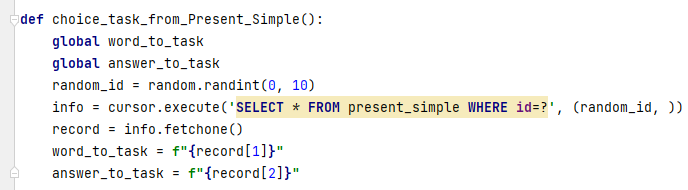 def choice_task_from_Present_Simple():
    global word_to_task
    global answer_to_task
    random_id = random.randint(0, 10)
    info = cursor.execute('SELECT * FROM present_simple WHERE id=?', (random_id, ))
    record = info.fetchone()
    word_to_task = f"{record[1]}"
    answer_to_task = f"{record[2]}"